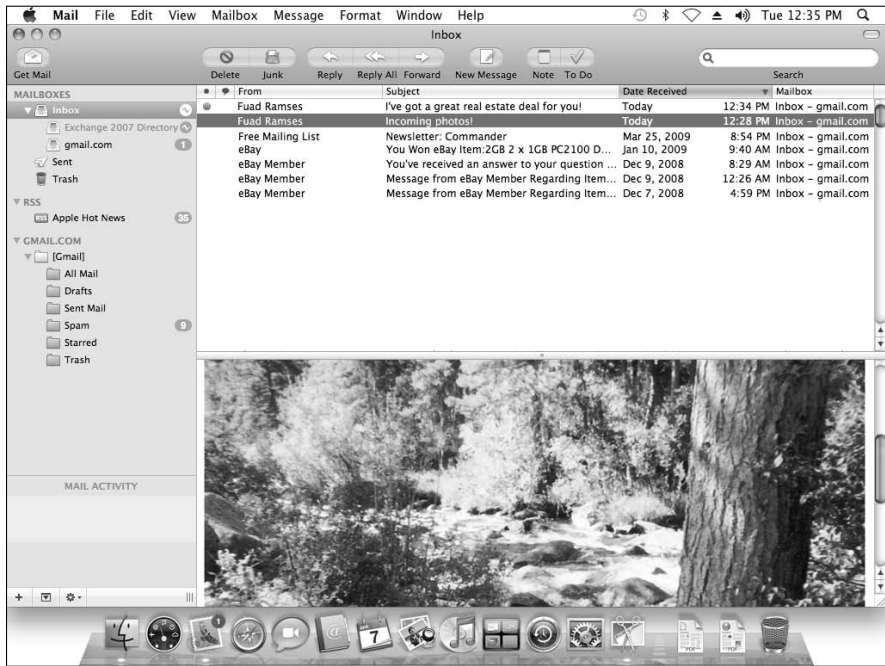 Mail File Edit View Mailbox Message Format Window Help Tue 12:35 PM
Inbox
Get Mail Delete Junk Reply Reply All Forward New Message Note To Do Search
MAILBOXES
Inbox
Exchange 2007 Directory
gmail.com 1
Sent
Trash
RSS
Apple Hot News 35
GMAIL.COM
[Gmail]
All Mail
Drafts
Sent Mail
Spam 9
Starred
Trash
MAIL ACTIVITY
From Subject Date Received Mailbox
Fuad Ramses I've got a great real estate deal for you! Today 12:34 PM Inbox - gmail.com
Fuad Ramses Incoming photos! Today 12:28 PM Inbox - gmail.com
Free Mailing List Newsletter: Commander Mar 25, 2009 8:54 PM Inbox - gmail.com
eBay You Won eBay Item:2GB 2 x 1GB PC2100 D... Jan 10, 2009 9:40 AM Inbox - gmail.com
eBay Member You've received an answer to your question ... Dec 9, 2008 8:29 AM Inbox - gmail.com
eBay Member Message from eBay Member Regarding Item... Dec 9, 2008 12:26 AM Inbox - gmail.com
eBay Member Message from eBay Member Regarding Item... Dec 7, 2008 4:59 PM Inbox - gmail.com
1
7
PDF PDF